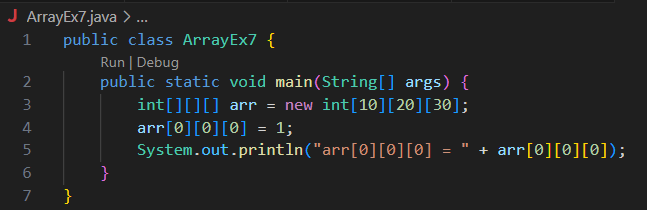 J ArrayEx7.java > ...
1 public class ArrayEx7 {
Run | Debug
2 public static void main(String[] args) {
3 int[][][] arr = new int[10][20][30];
4 arr[0][0][0] = 1;
5 System.out.println("arr[0][0][0] = " + arr[0][0][0]);
6 }
7 }